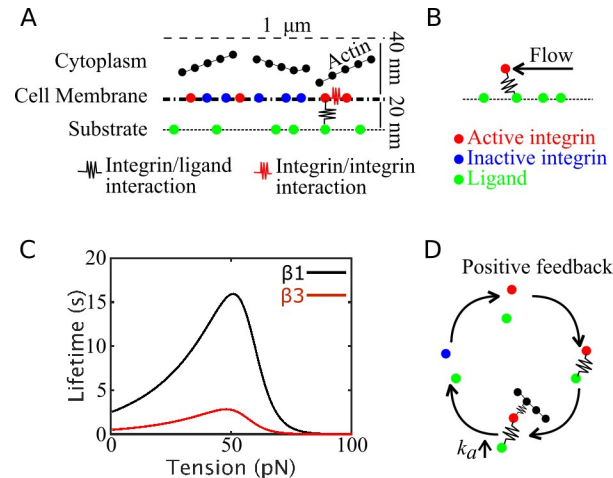 A
1 μm
Cytoplasm
Actin
40 nm
Cell Membrane
20 nm
Substrate
Integrin/ligand
interaction
Integrin/integrin
interaction
B
Flow
Active integrin
Inactive integrin
Ligand
C
20
15
10
5
0
Lifetime (s)
β1
β3
0
50
100
Tension (pN)
D
Positive feedback
ka